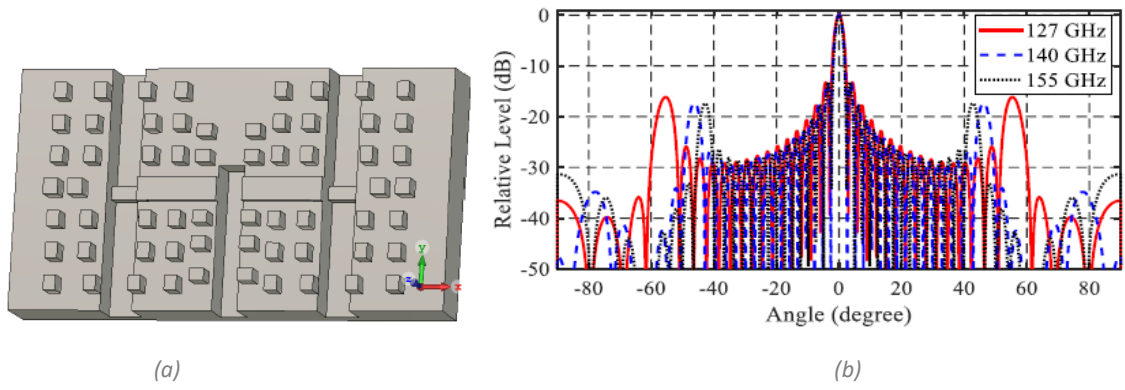 y
z
x
Relative Level (dB)
0
-10
-20
-30
-40
-50
127 GHz
140 GHz
155 GHz
-80 -60 -40 -20 0 20 40 60 80
Angle (degree)
(a) (b)